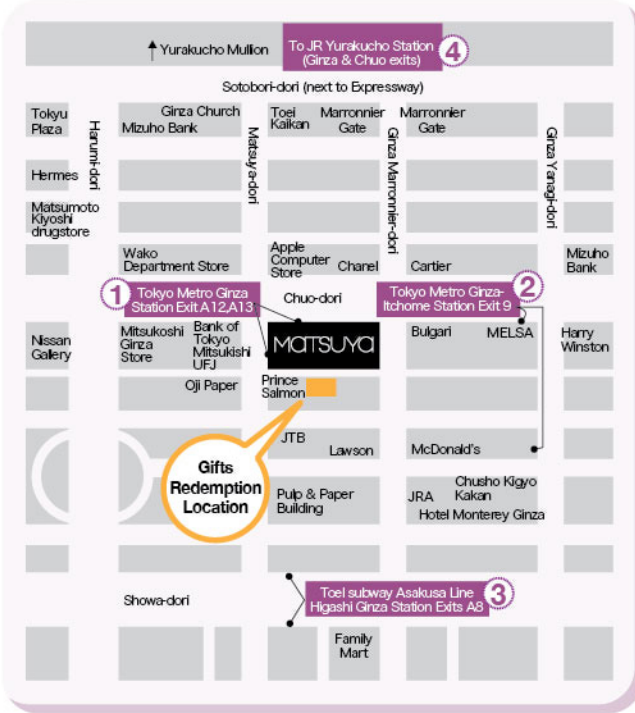 Yurakucho Mullion
To JR Yurakucho Station
(Ginza & Chuo exits)
4
Sotobori-dori (next to Expressway)
Tokyu
Plaza
Harumi-dori
Ginza Church
Mizuho Bank
Matsuya-dori
Toei
Kaikan
Marronnier
Gate
Ginza Marronnier-dori
Marronnier
Gate
Ginza Yanagi-dori
Hermes
Matsumoto
Kiyoshi
drugstore
Wako
Department Store
Apple
Computer
Store
Chanel
Cartier
Mizuho
Bank
1
Tokyo Metro Ginza
Station Exit A12,A13
Chuo-dori
Tokyo Metro Ginza-
Itchome Station Exit 9
2
Nissan
Gallery
Mitsukoshi
Ginza
Store
Bank of
Tokyo
Mitsukishi
UFJ
MATSUYA
Bulgari
MELSA
Harry
Winston
Oji Paper
Prince
Salmon
JTB
Lawson
McDonald's
Gifts
Redemption
Location
Pulp & Paper
Building
JRA
Chusho Kigyo
Kakan
Hotel Monterey Ginza
Showa-dori
Toel subway Asakusa Line
Higashi Ginza Station Exits A8
3
Family
Mart